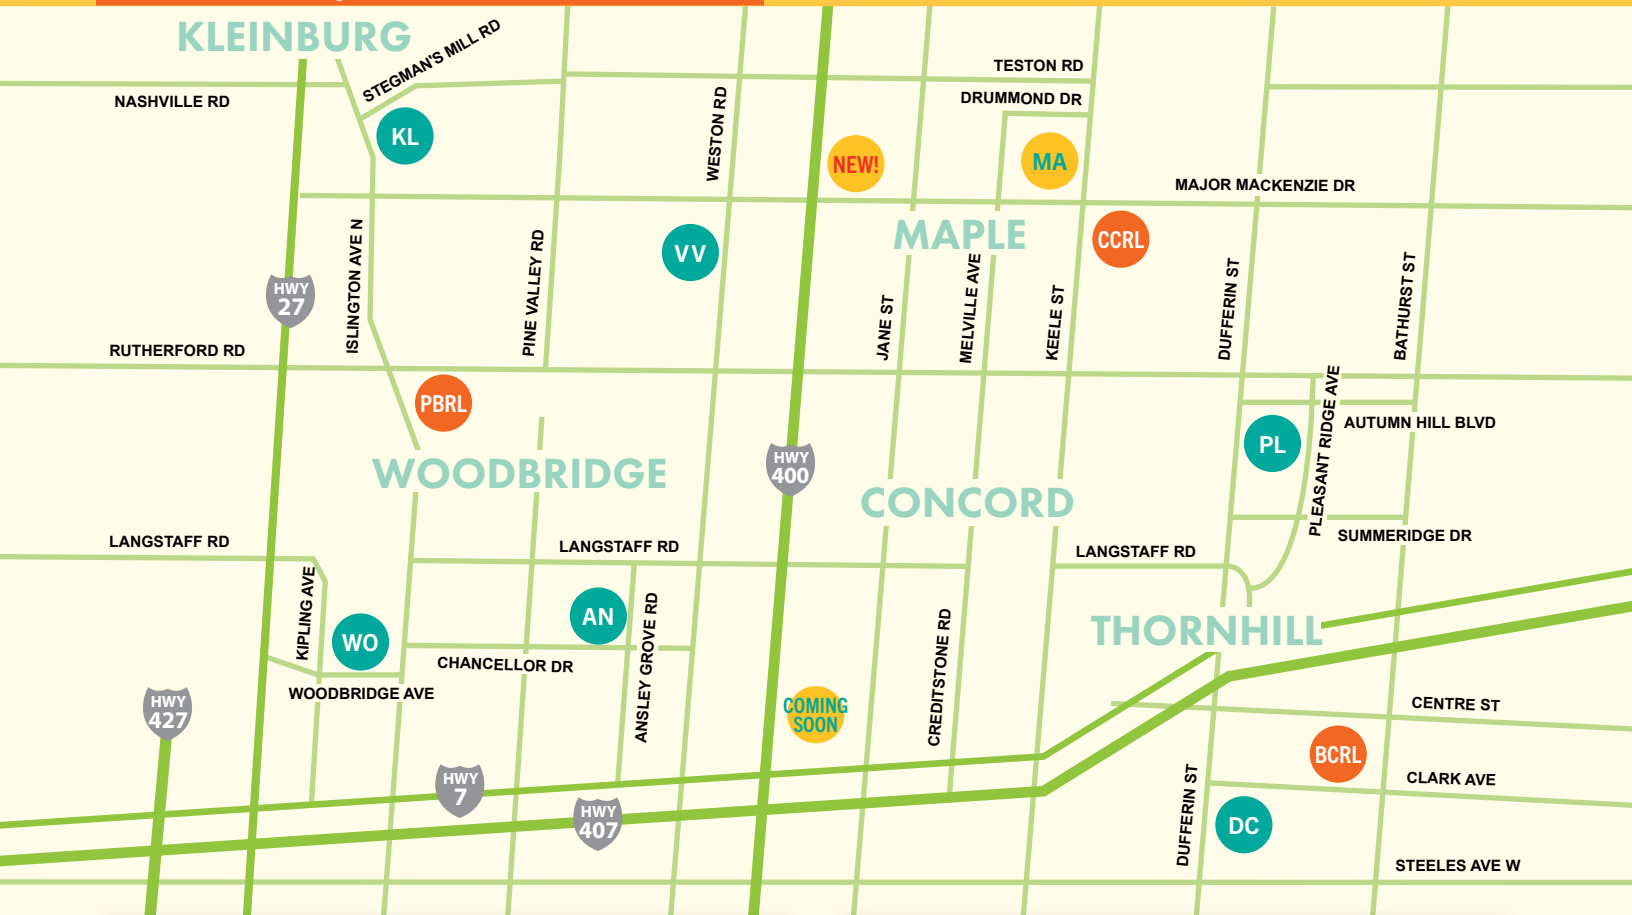 KLEINBURG
STEGMAN'S MILL RD
TESTON RD
NASHVILLE RD
DRUMMOND DR
WESTON RD
KL
NEW!
MA
MAJOR MACKENZIE DR
MAPLE
CCRL
VV
ISLINGTON AVE N
PINE VALLEY RD
HWY
27
JANE ST
MELVILLE AVE
KEELE ST
DUFFERIN ST
BATHURST ST
RUTHERFORD RD
PBRL
PLEASANT RIDGE AVE
AUTUMN HILL BLVD
PL
WOODBRIDGE
HWY
400
CONCORD
SUMMERIDGE DR
LANGSTAFF RD
LANGSTAFF RD
LANGSTAFF RD
KIPLING AVE
AN
ANSLEY GROVE RD
CREDITSTONE RD
THORNHILL
WO
CHANCELLOR DR
WOODBRIDGE AVE
HWY
427
COMING
SOON
CENTRE ST
BCRL
HWY
7
CLARK AVE
HWY
407
DUFFERIN ST
DC
STEELES AVE W